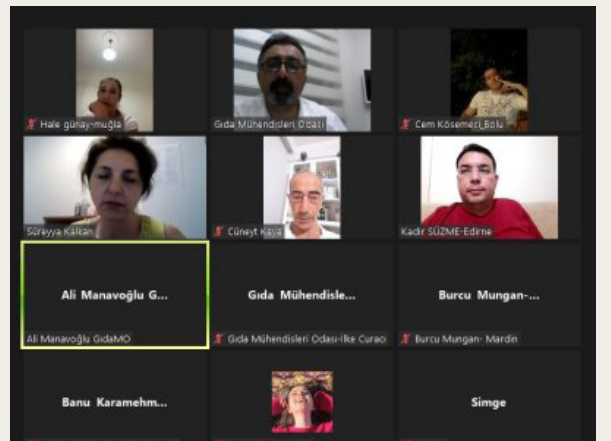 Hale günay-muğla
Gıda Mühendisleri Odası
Cem Kösemeci_Bolu
Süreyya Kalkan
Cüneyt Kaya
Kadir SÜZME-Edirne
Ali Manavoğlu G...
Gıda Mühendisle...
Burcu Mungan-...
Ali Manavoğlu GıdaMO
Gıda Mühendisleri Odası-İlke Curacı
Burcu Mungan- Mardin
Banu Karamehm...
Simge